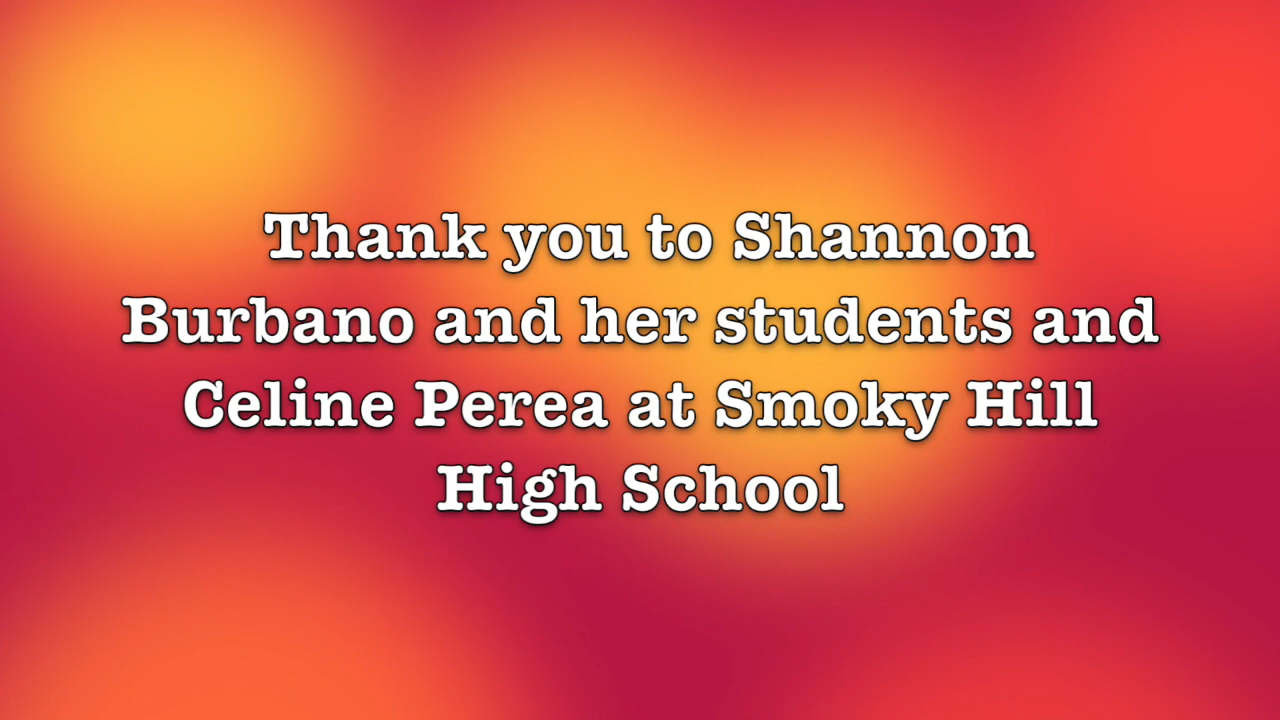 Thank you to Shannon
Burbano and her students and
Celine Perea at Smoky Hill
High School